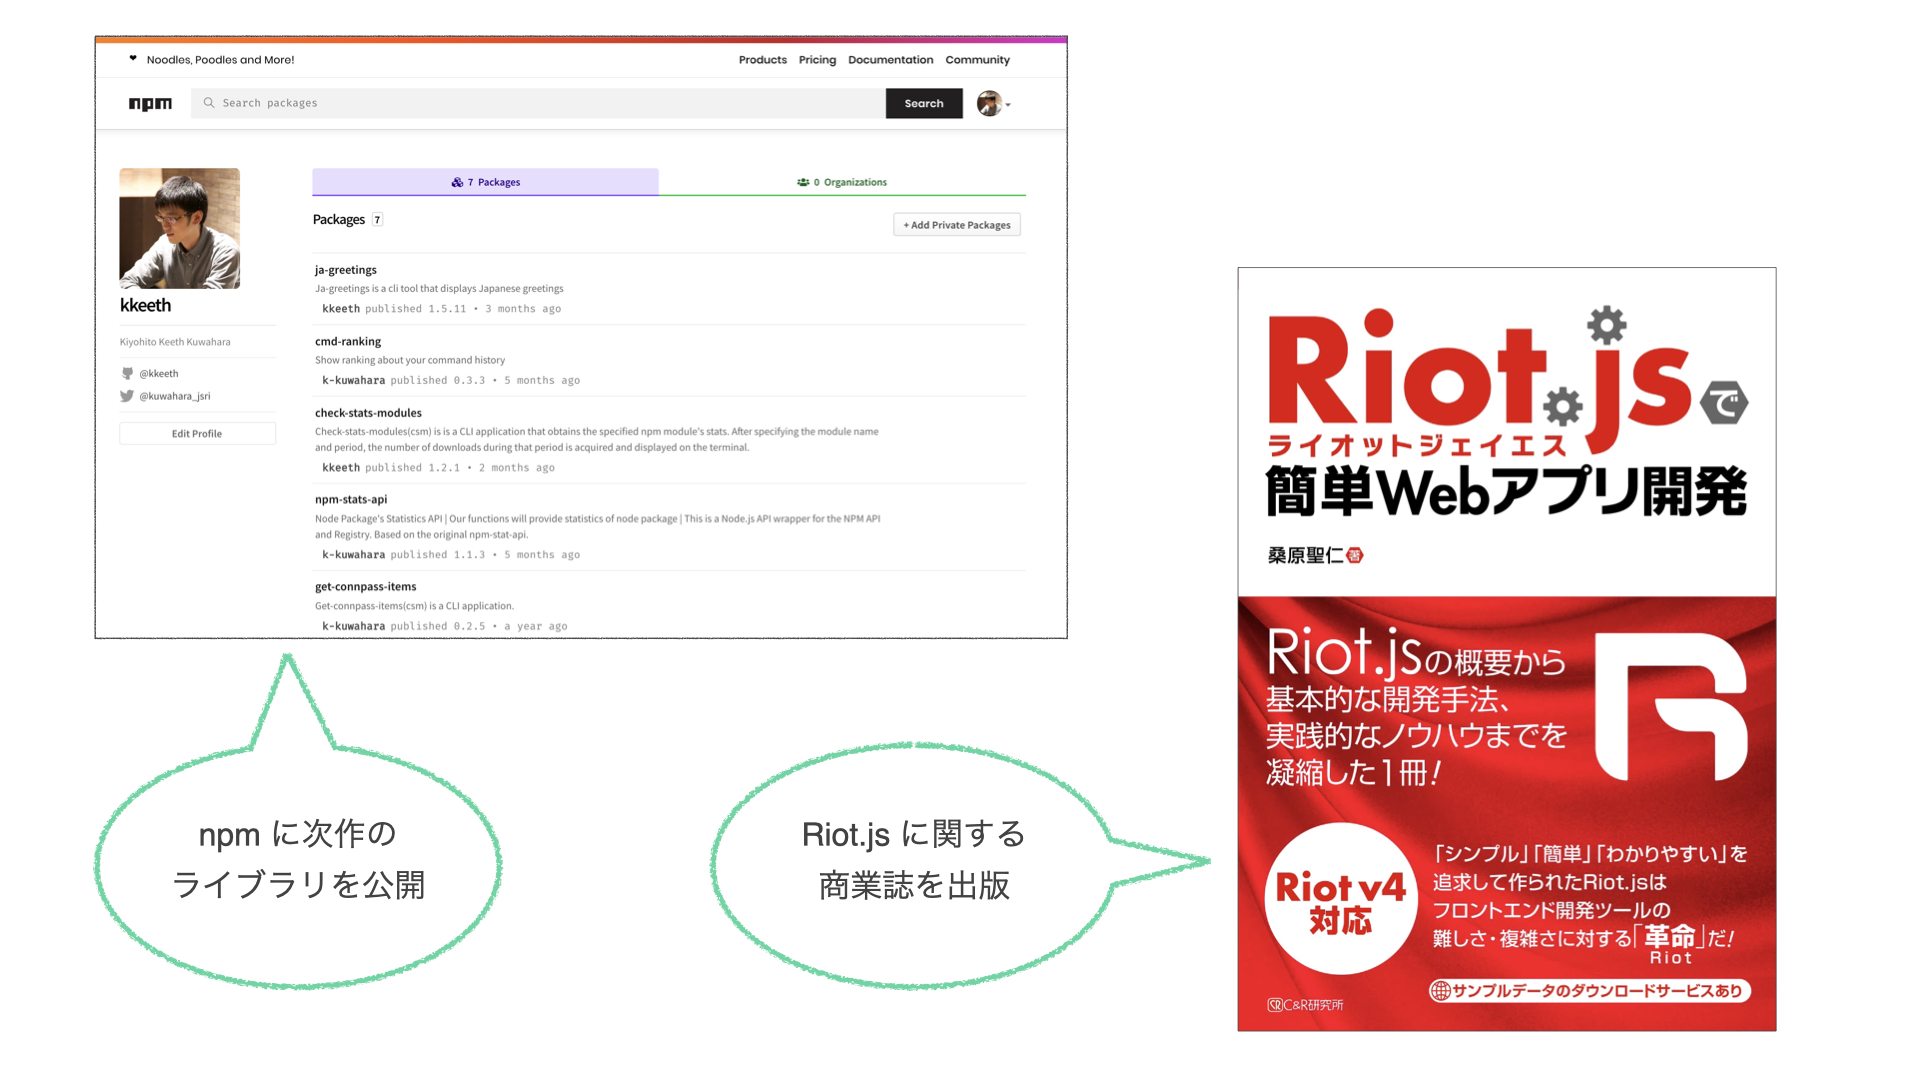 ❤ Noodles, Poodles and More!
Products Pricing Documentation Community
npm
Search packages
Search
7 Packages
0 Organizations
Packages 7
+ Add Private Packages
kkeeth
Kiyohito Keeth Kuwahara
@kkeeth
@kuwahara_jsri
Edit Profile
ja-greetings
Ja-greetings is a cli tool that displays Japanese greetings
kkeeth published 1.5.11 • 3 months ago
cmd-ranking
Show ranking about your command history
k-kuwahara published 0.3.3 • 5 months ago
check-stats-modules
Check-stats-modules(csm) is is a CLI application that obtains the specified npm module's stats. After specifying the module name
and period, the number of downloads during that period is acquired and displayed on the terminal.
kkeeth published 1.2.1 • 2 months ago
npm-stats-api
Node Package's Statistics API | Our functions will provide statistics of node package | This is a Node.js API wrapper for the NPM API
and Registry. Based on the original npm-stat-api.
k-kuwahara published 1.1.3 • 5 months ago
get-connpass-items
Get-connpass-items(csm) is a CLI application.
k-kuwahara published 0.2.5 • a year ago
npm に次作の
ライブラリを公開
Riot.js に関する
商業誌を出版
Riot.jsで
ライオットジェイエス
簡単Webアプリ開発
桑原聖仁 著
Riot.jsの概要から
基本的な開発手法、
実践的なノウハウまでを
凝縮した1冊!
Riot v4
対応
「シンプル」「簡単」「わかりやすい」を
追求して作られたRiot.jsは
フロントエンド開発ツールの
難しさ・複雑さに対する「革命」だ!
Riot
サンプルデータのダウンロードサービスあり
C&R研究所